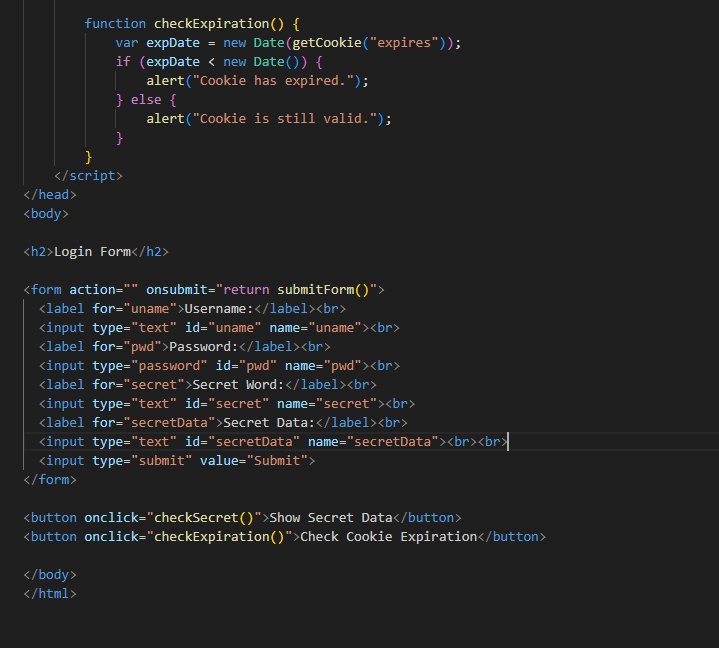 function checkExpiration() {
var expDate = new Date(getCookie("expires"));
if (expDate < new Date()) {
alert("Cookie has expired.");
} else {
alert("Cookie is still valid.");
}
}
</script>
</head>
<body>
<h2>Login Form</h2>
<form action="" onsubmit="return submitForm()">
<label for="uname">Username:</label><br>
<input type="text" id="uname" name="uname"><br>
<label for="pwd">Password:</label><br>
<input type="password" id="pwd" name="pwd"><br>
<label for="secret">Secret Word:</label><br>
<input type="text" id="secret" name="secret"><br>
<label for="secretData">Secret Data:</label><br>
<input type="text" id="secretData" name="secretData"><br><br>
<input type="submit" value="Submit">
</form>
<button onclick="checkSecret()">Show Secret Data</button>
<button onclick="checkExpiration()">Check Cookie Expiration</button>
</body>
</html>